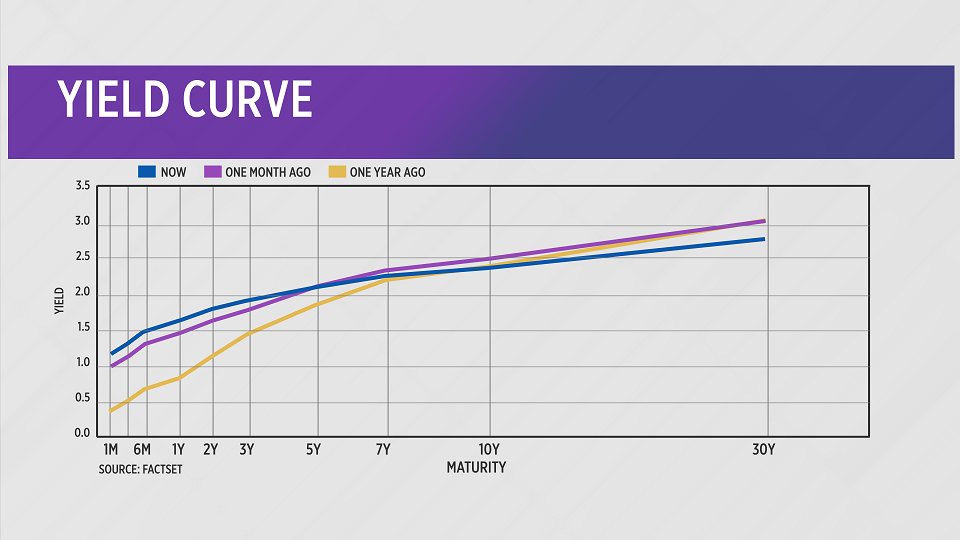 YIELD CURVE
NOW ONE MONTH AGO ONE YEAR AGO
3.5
3.0
2.5
2.0
1.5
1.0
0.5
0.0
YIELD
1M 6M 1Y 2Y 3Y 5Y 7Y 10Y 30Y
SOURCE: FACTSET
MATURITY